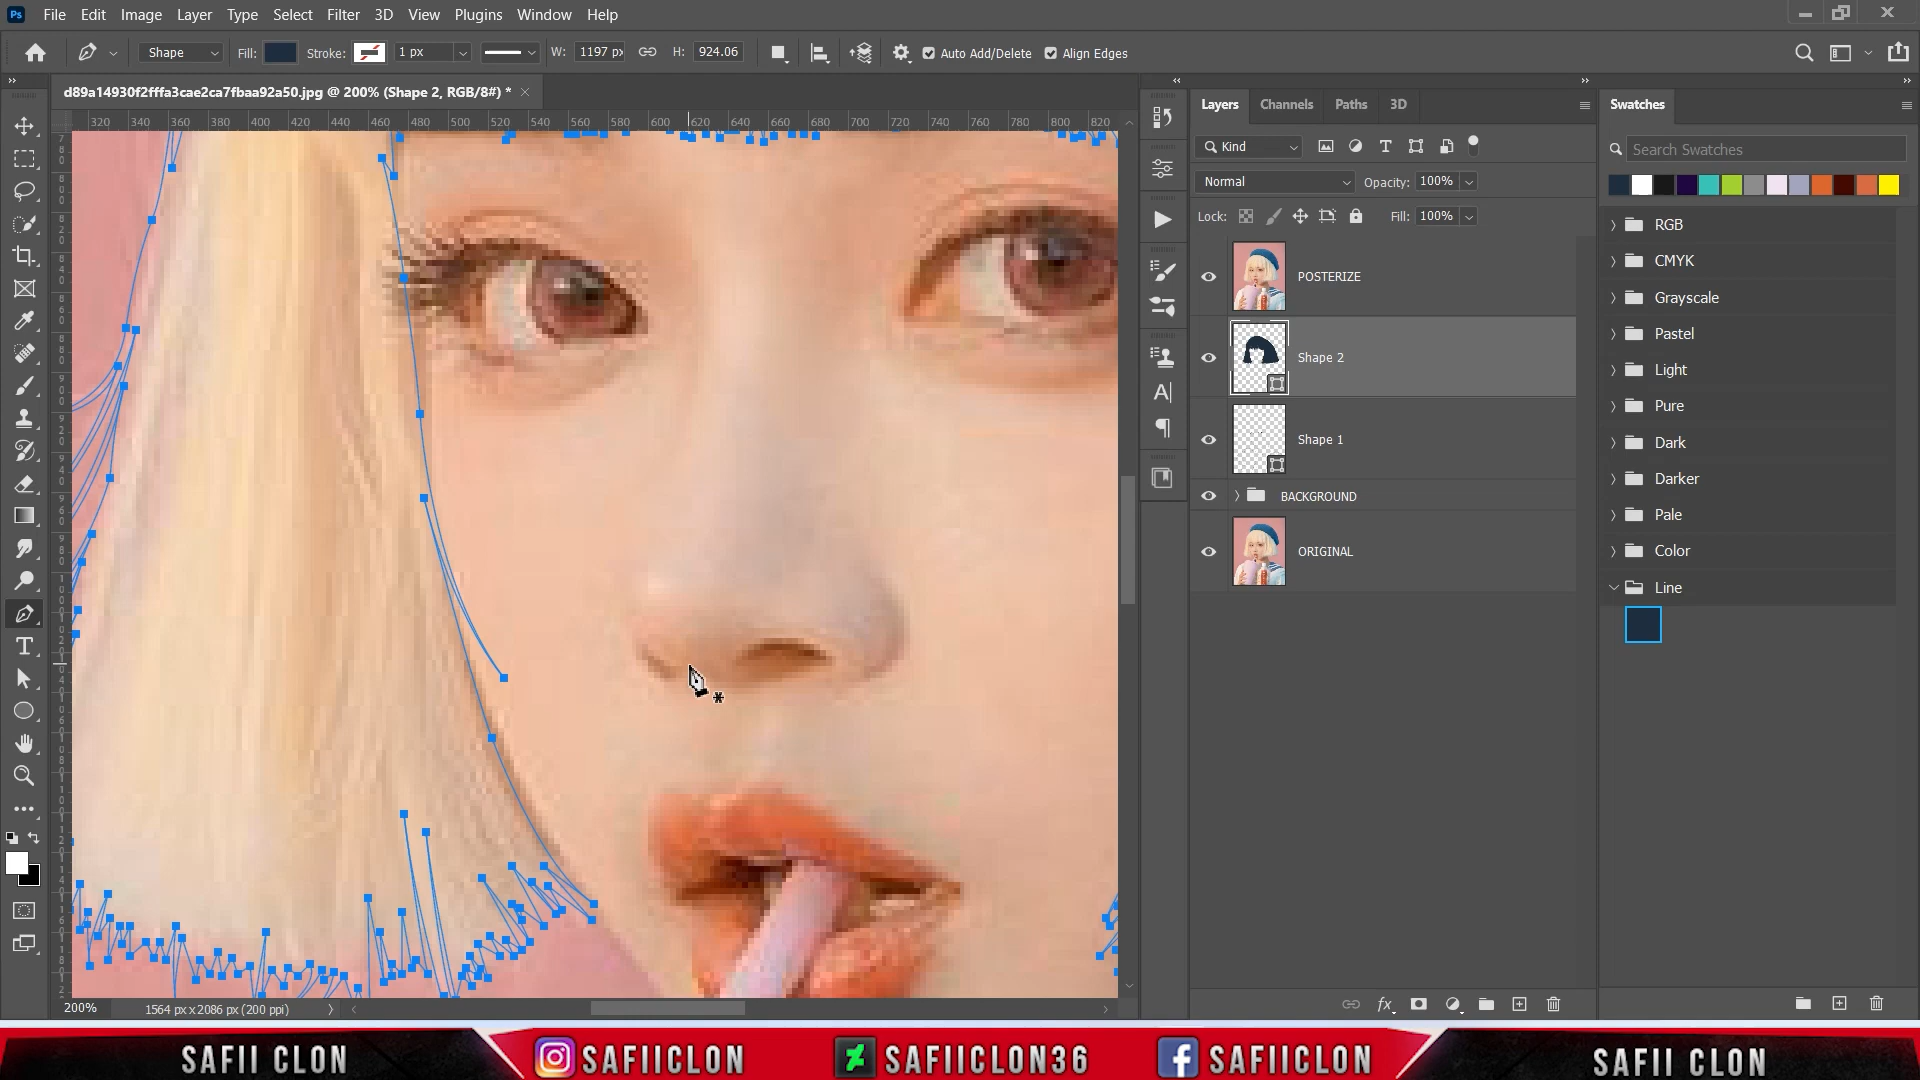 Ps File Edit Image Layer Type Select Filter 3D View Plugins Window Help
Shape Fill: Stroke: 1 px W: 1197 px H: 924.06 Auto Add/Delete Align Edges
d89a14930f2fffa3cae2ca7fbaa92a50.jpg @ 200% (Shape 2, RGB/8#) *
320 340 360 380 400 420 440 460 480 500 520 540 560 580 600 620 640 660 680 700 720 740 760 780 800 820
Layers Channels Paths 3D
Kind
Normal Opacity: 100%
Lock: Fill: 100%
POSTERIZE
Shape 2
Shape 1
BACKGROUND
ORIGINAL
Swatches
Search Swatches
RGB
CMYK
Grayscale
Pastel
Light
Pure
Dark
Darker
Pale
Color
Line
200% 1564 px x 2086 px (200 ppi)
SAFII CLON SAFIICLON SAFIICLON36 SAFIICLON SAFII CLON